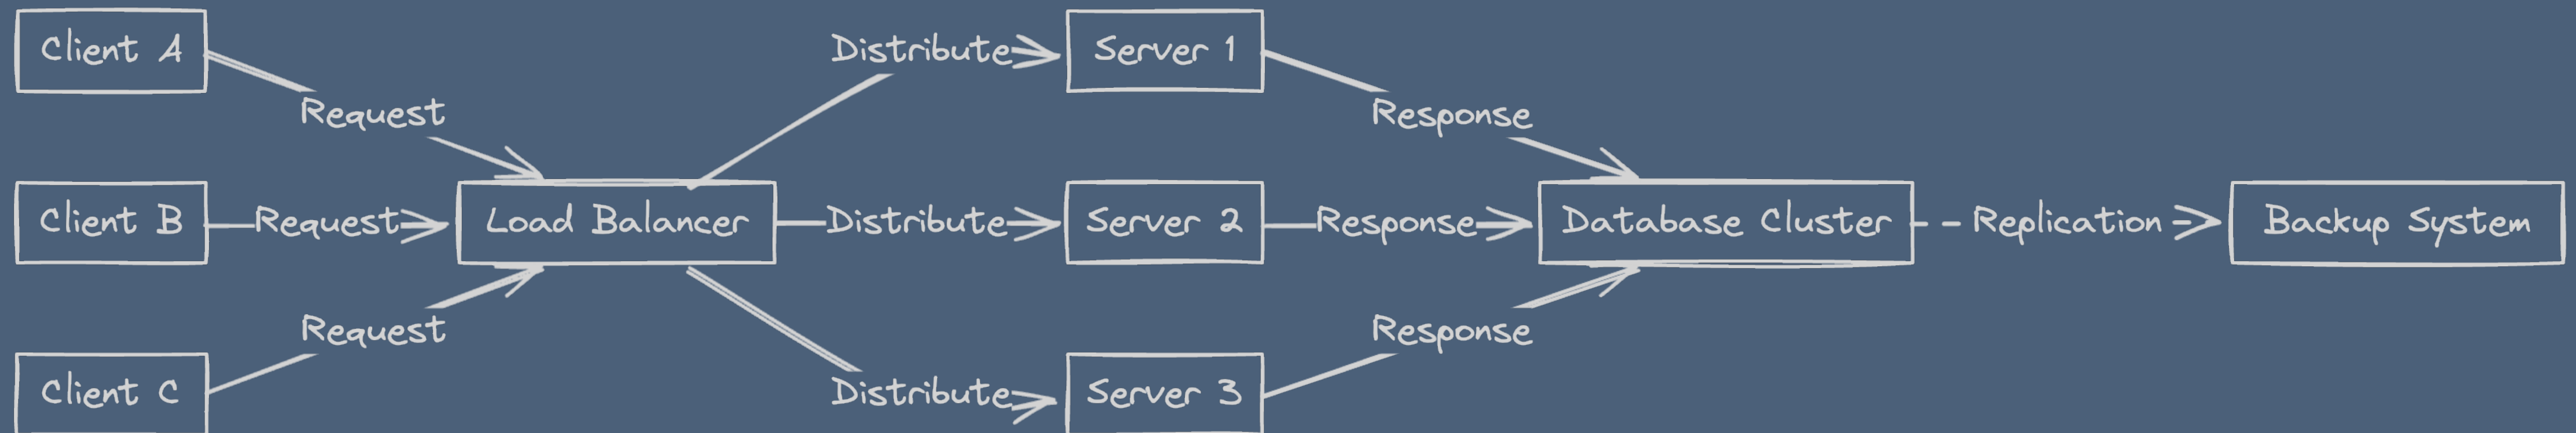 Client A
Distribute
Server 1
Request
Response
Client B
Request
Load Balancer
Distribute
Server 2
Response
Database Cluster
Replication
Backup System
Request
Response
Client C
Distribute
Server 3